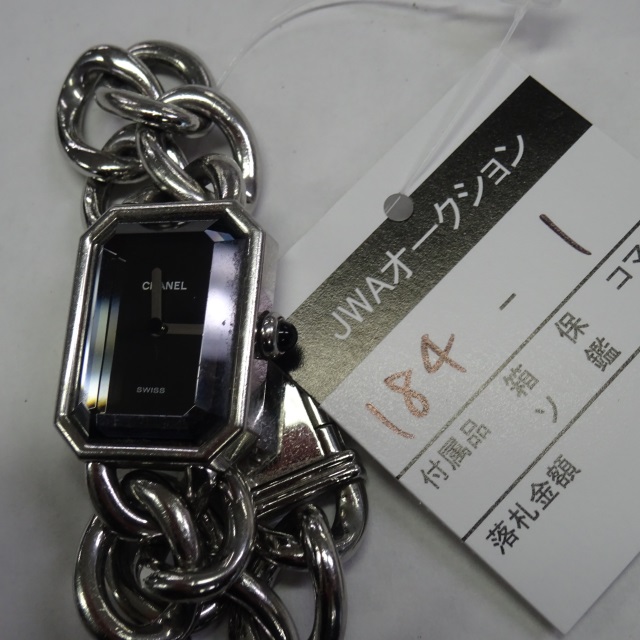 CHANEL
SWISS
JWAオークション
184 - 1
付属品 箱 保 コマ
ソ 鑑
落札金額